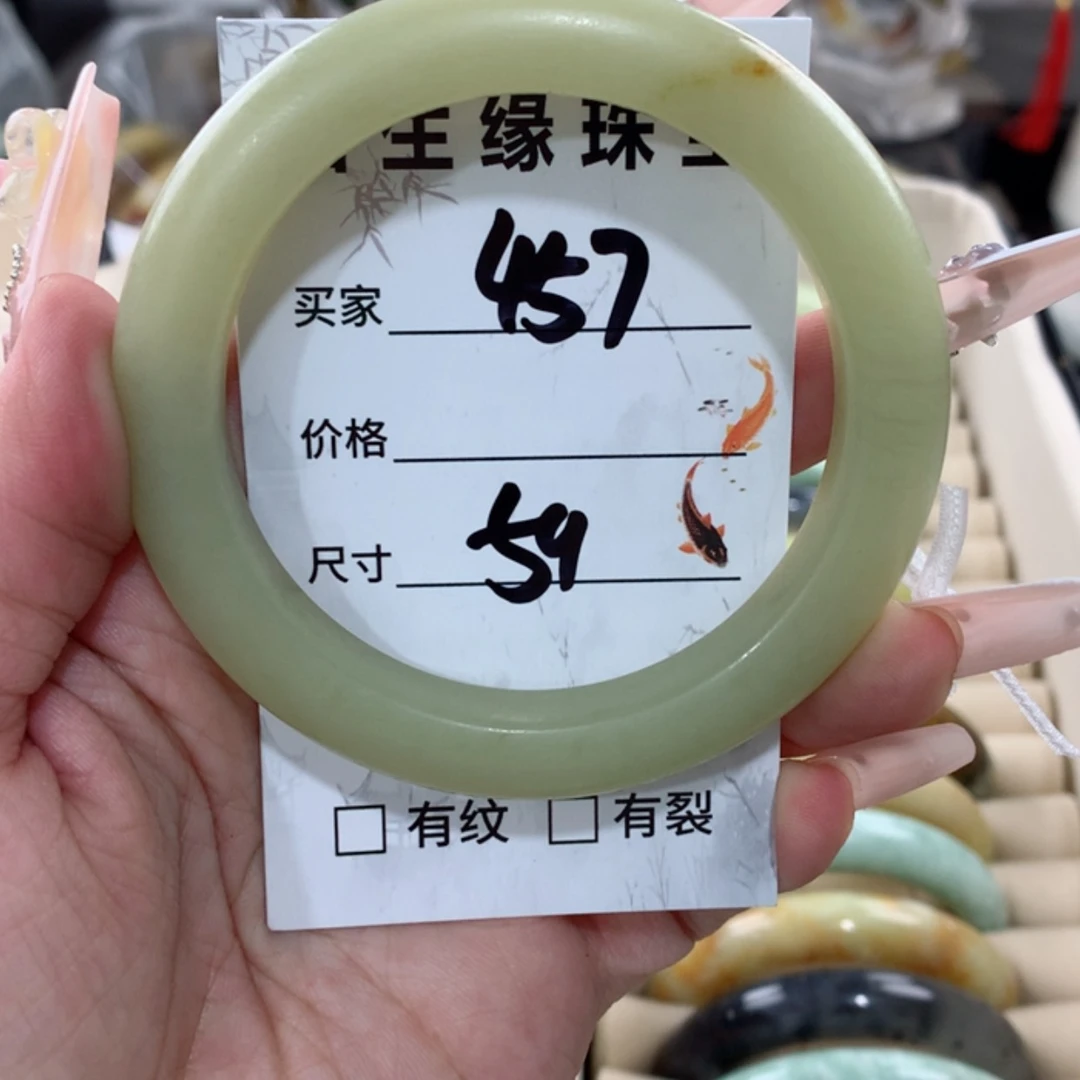 生缘珠
买家 457
价格
尺寸 59
□ 有纹 □ 有裂